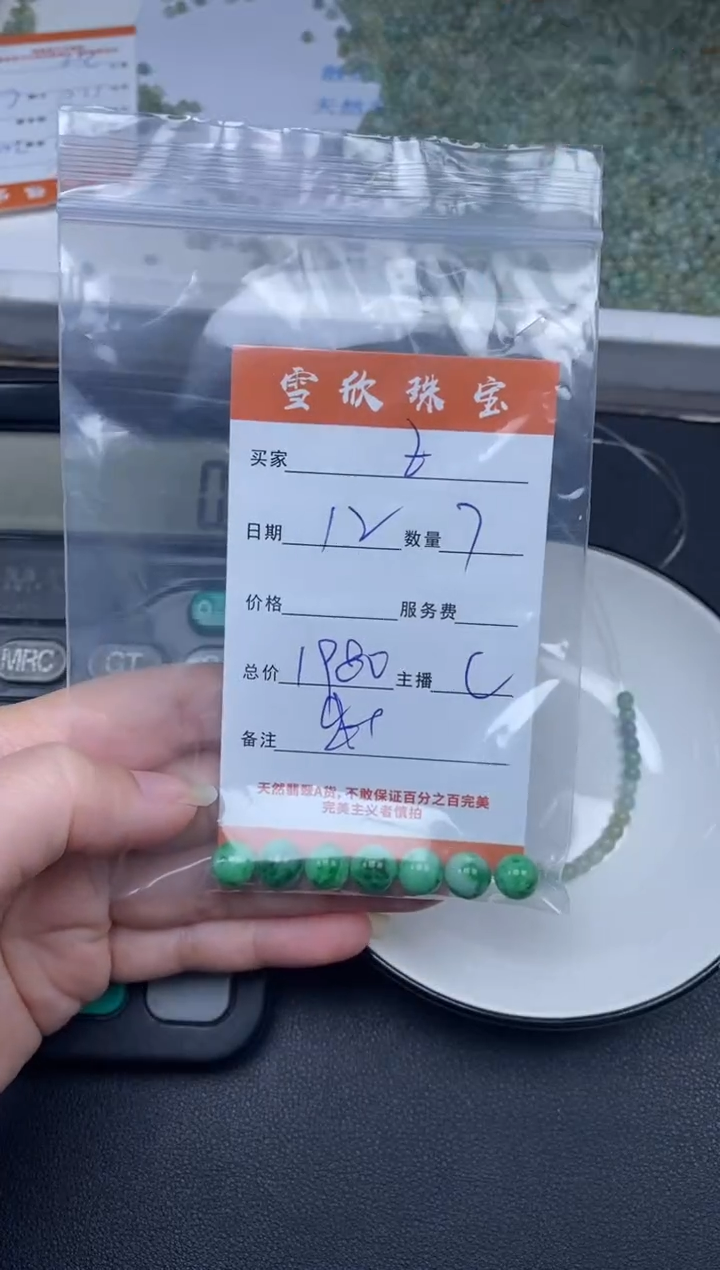 雪欣珠宝
买家
日期 12 数量 7
价格 服务费
总价 1980 主播 C
备注
天然翡翠A货,不敢保证百分之百完美
完美主义者慎拍
MRC
GT